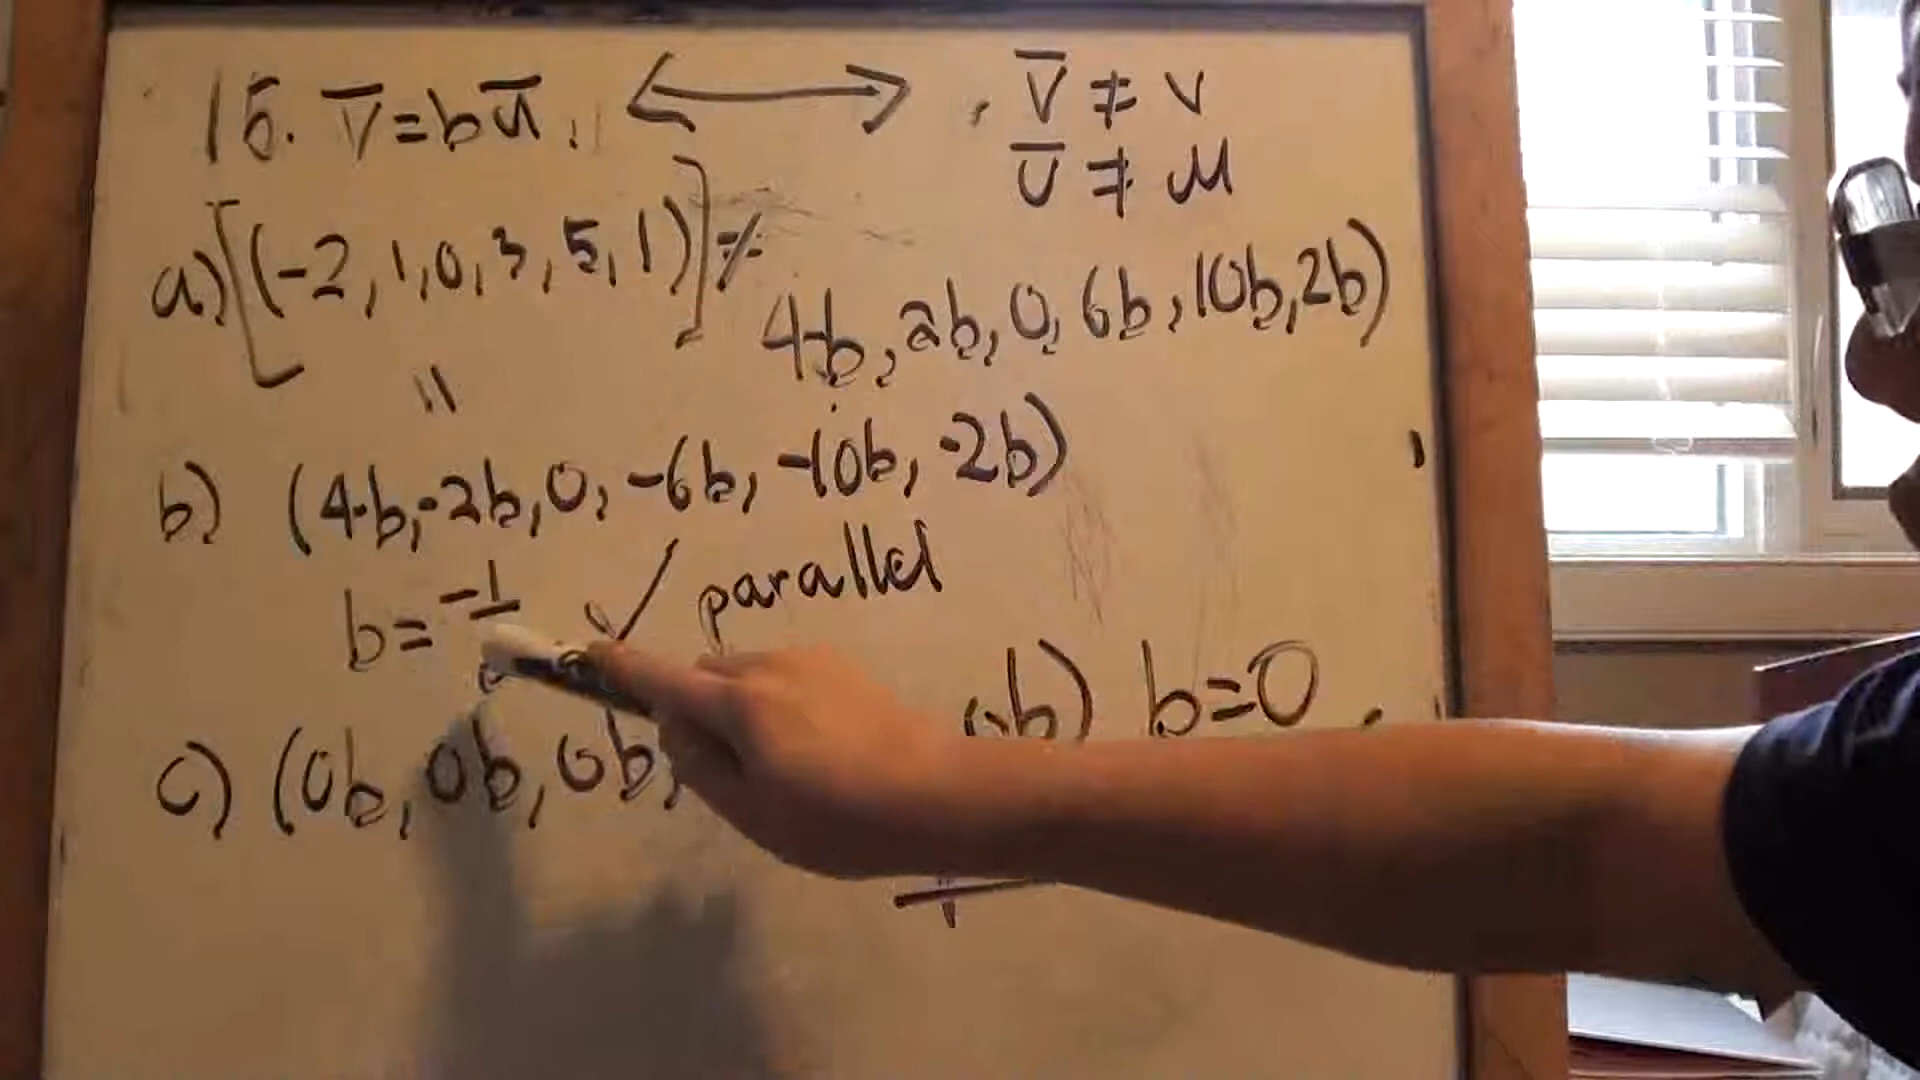 15. v̅=bu̅
v̅ ≠ v
u̅ ≠ u
a) [(-2,1,0,3,5,1)] ≠
4b, 2b, 0, 6b, 10b, 2b)
=
b) (4b,-2b,0,-6b,-10b,-2b)
b=-1 ✓ parallel
c) (0b, 0b, 0b, 0b) b=0